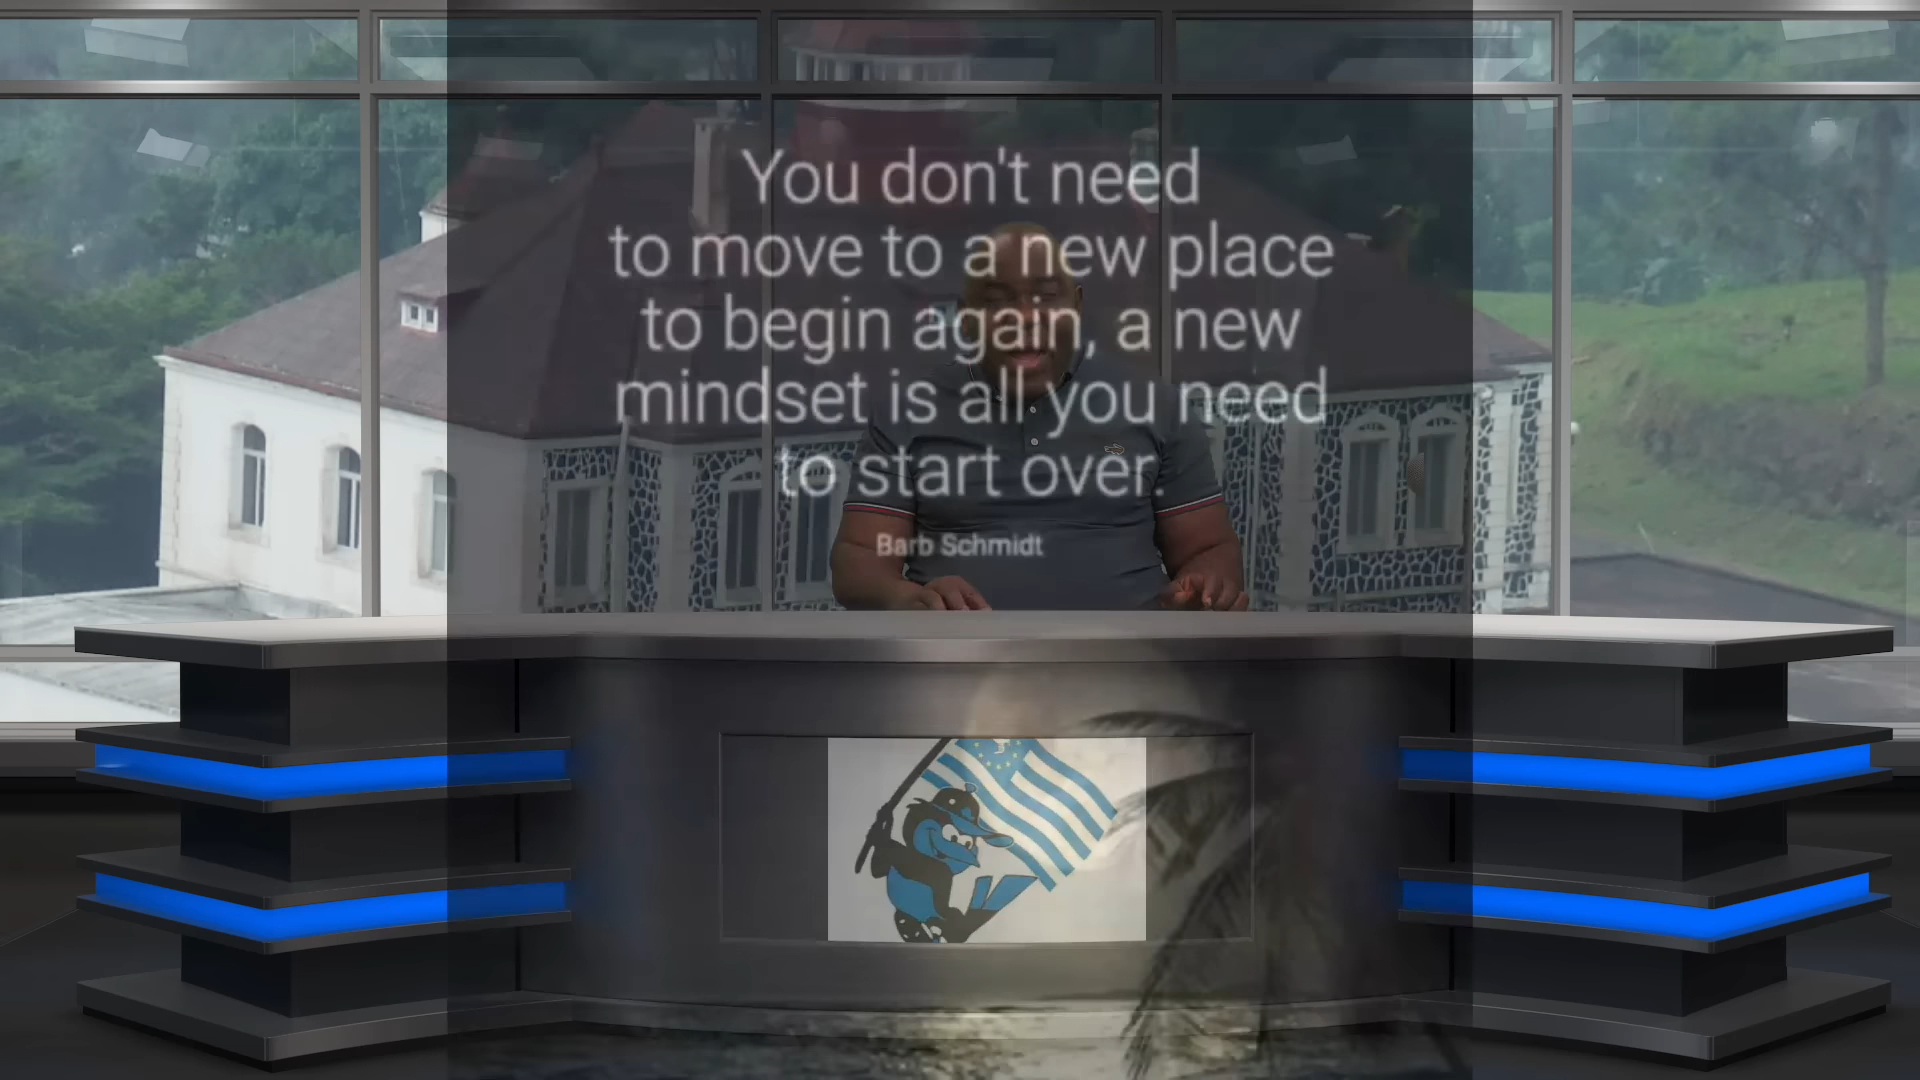 You don't need
to move to a new place
to begin again, a new
mindset is all you need
to start over.
Barb Schmidt